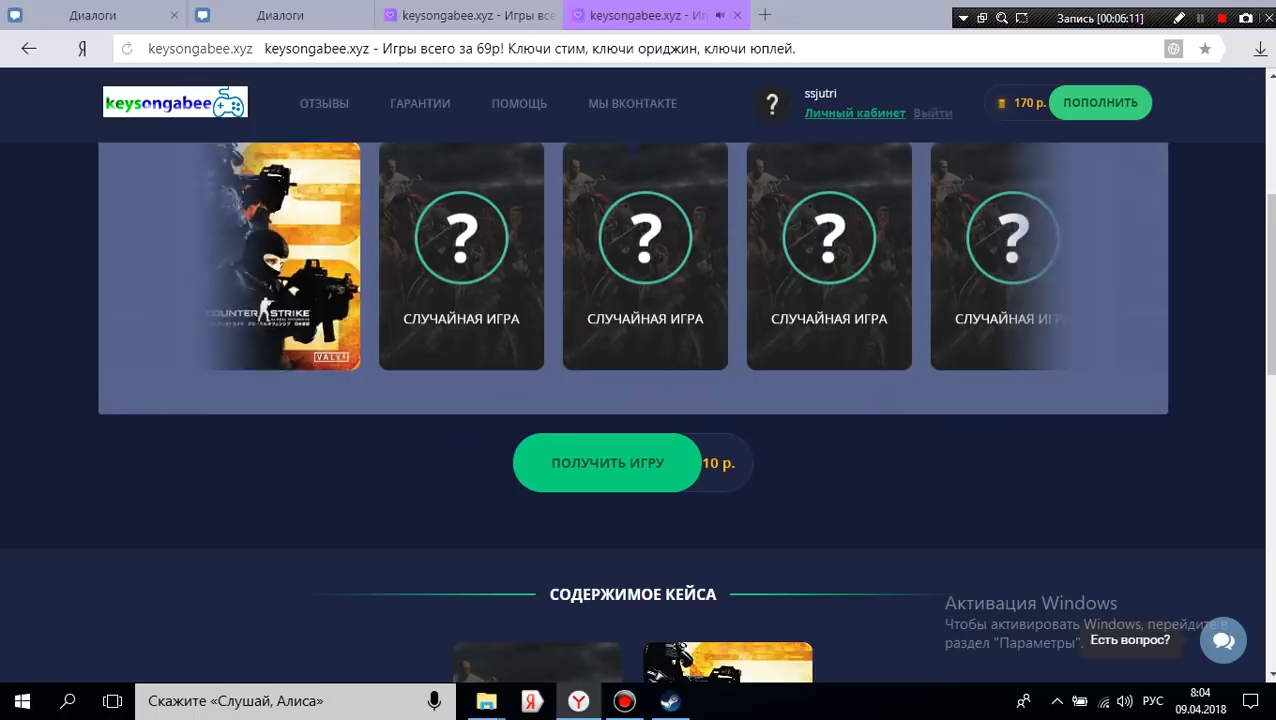 Диалоги
Диалоги
keysongabee.xyz - Игры все
keysongabee.xyz - Иг
Запись [00:06:11]
Я
keysongabee.xyz
keysongabee.xyz - Игры всего за 69р! Ключи стим, ключи ориджин, ключи юплей.
keysongabee
ОТЗЫВЫ
ГАРАНТИИ
ПОМОЩЬ
МЫ ВКОНТАКТЕ
?
ssjutri
Личный кабинет
Выйти
170 р.
ПОПОЛНИТЬ
COUNTER STRIKE
VALVE
?
СЛУЧАЙНАЯ ИГРА
?
СЛУЧАЙНАЯ ИГРА
?
СЛУЧАЙНАЯ ИГРА
?
СЛУЧАЙНАЯ ИГРА
ПОЛУЧИТЬ ИГРУ
10 р.
СОДЕРЖИМОЕ КЕЙСА
Активация Windows
Чтобы активировать Windows, перейдите в
раздел "Параметры".
Есть вопрос?
Скажите «Слушай, Алиса»
Я
Y
РУС
8:04
09.04.2018